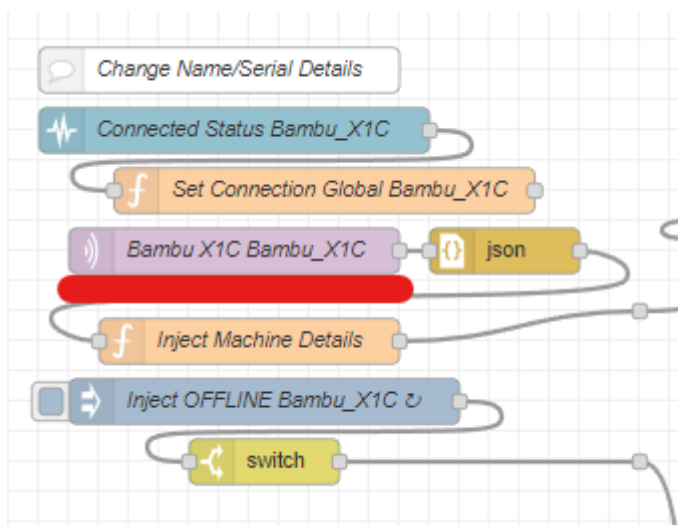 Change Name/Serial Details
Connected Status Bambu_X1C
Set Connection Global Bambu_X1C
Bambu X1C Bambu_X1C
json
Inject Machine Details
Inject OFFLINE Bambu_X1C ↻
switch